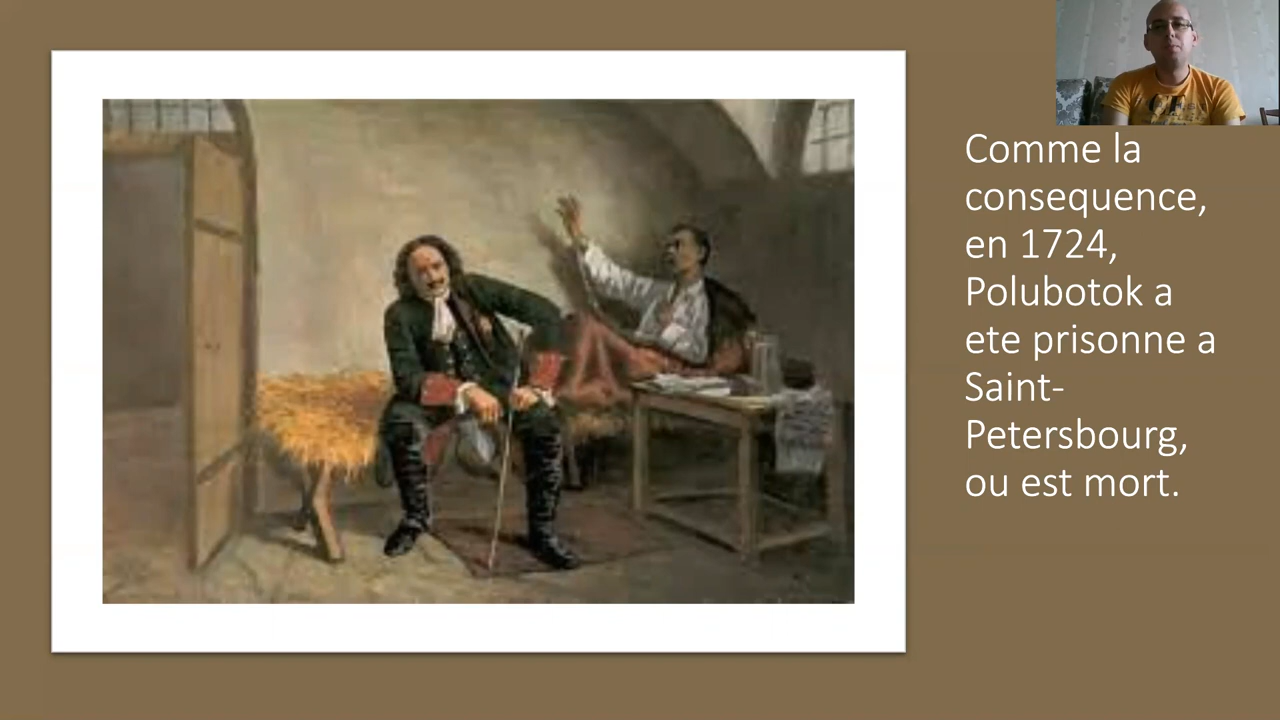 Comme la
consequence,
en 1724,
Polubotok a
ete prisonne a
Saint-
Petersbourg,
ou est mort.